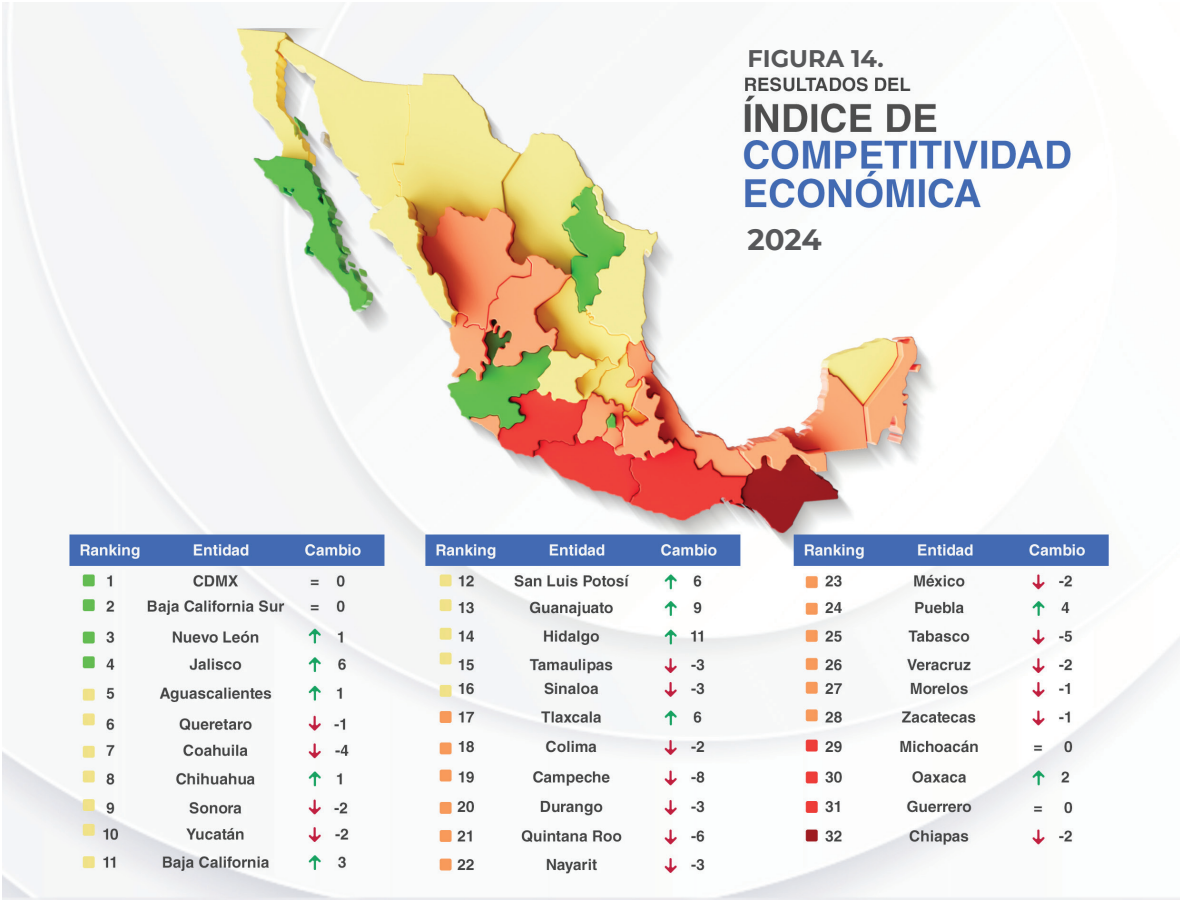 FIGURA 14.
RESULTADOS DEL
ÍNDICE DE
COMPETITIVIDAD
ECONÓMICA
2024
Ranking Entidad Cambio
1 CDMX = 0
2 Baja California Sur = 0
3 Nuevo León ↑ 1
4 Jalisco ↑ 6
5 Aguascalientes ↑ 1
6 Queretaro ↓ -1
7 Coahuila ↓ -4
8 Chihuahua ↑ 1
9 Sonora ↓ -2
10 Yucatán ↓ -2
11 Baja California ↑ 3
Ranking Entidad Cambio
12 San Luis Potosí ↑ 6
13 Guanajuato ↑ 9
14 Hidalgo ↑ 11
15 Tamaulipas ↓ -3
16 Sinaloa ↓ -3
17 Tlaxcala ↑ 6
18 Colima ↓ -2
19 Campeche ↓ -8
20 Durango ↓ -3
21 Quintana Roo ↓ -6
22 Nayarit ↓ -3
Ranking Entidad Cambio
23 México ↓ -2
24 Puebla ↑ 4
25 Tabasco ↓ -5
26 Veracruz ↓ -2
27 Morelos ↓ -1
28 Zacatecas ↓ -1
29 Michoacán = 0
30 Oaxaca ↑ 2
31 Guerrero = 0
32 Chiapas ↓ -2